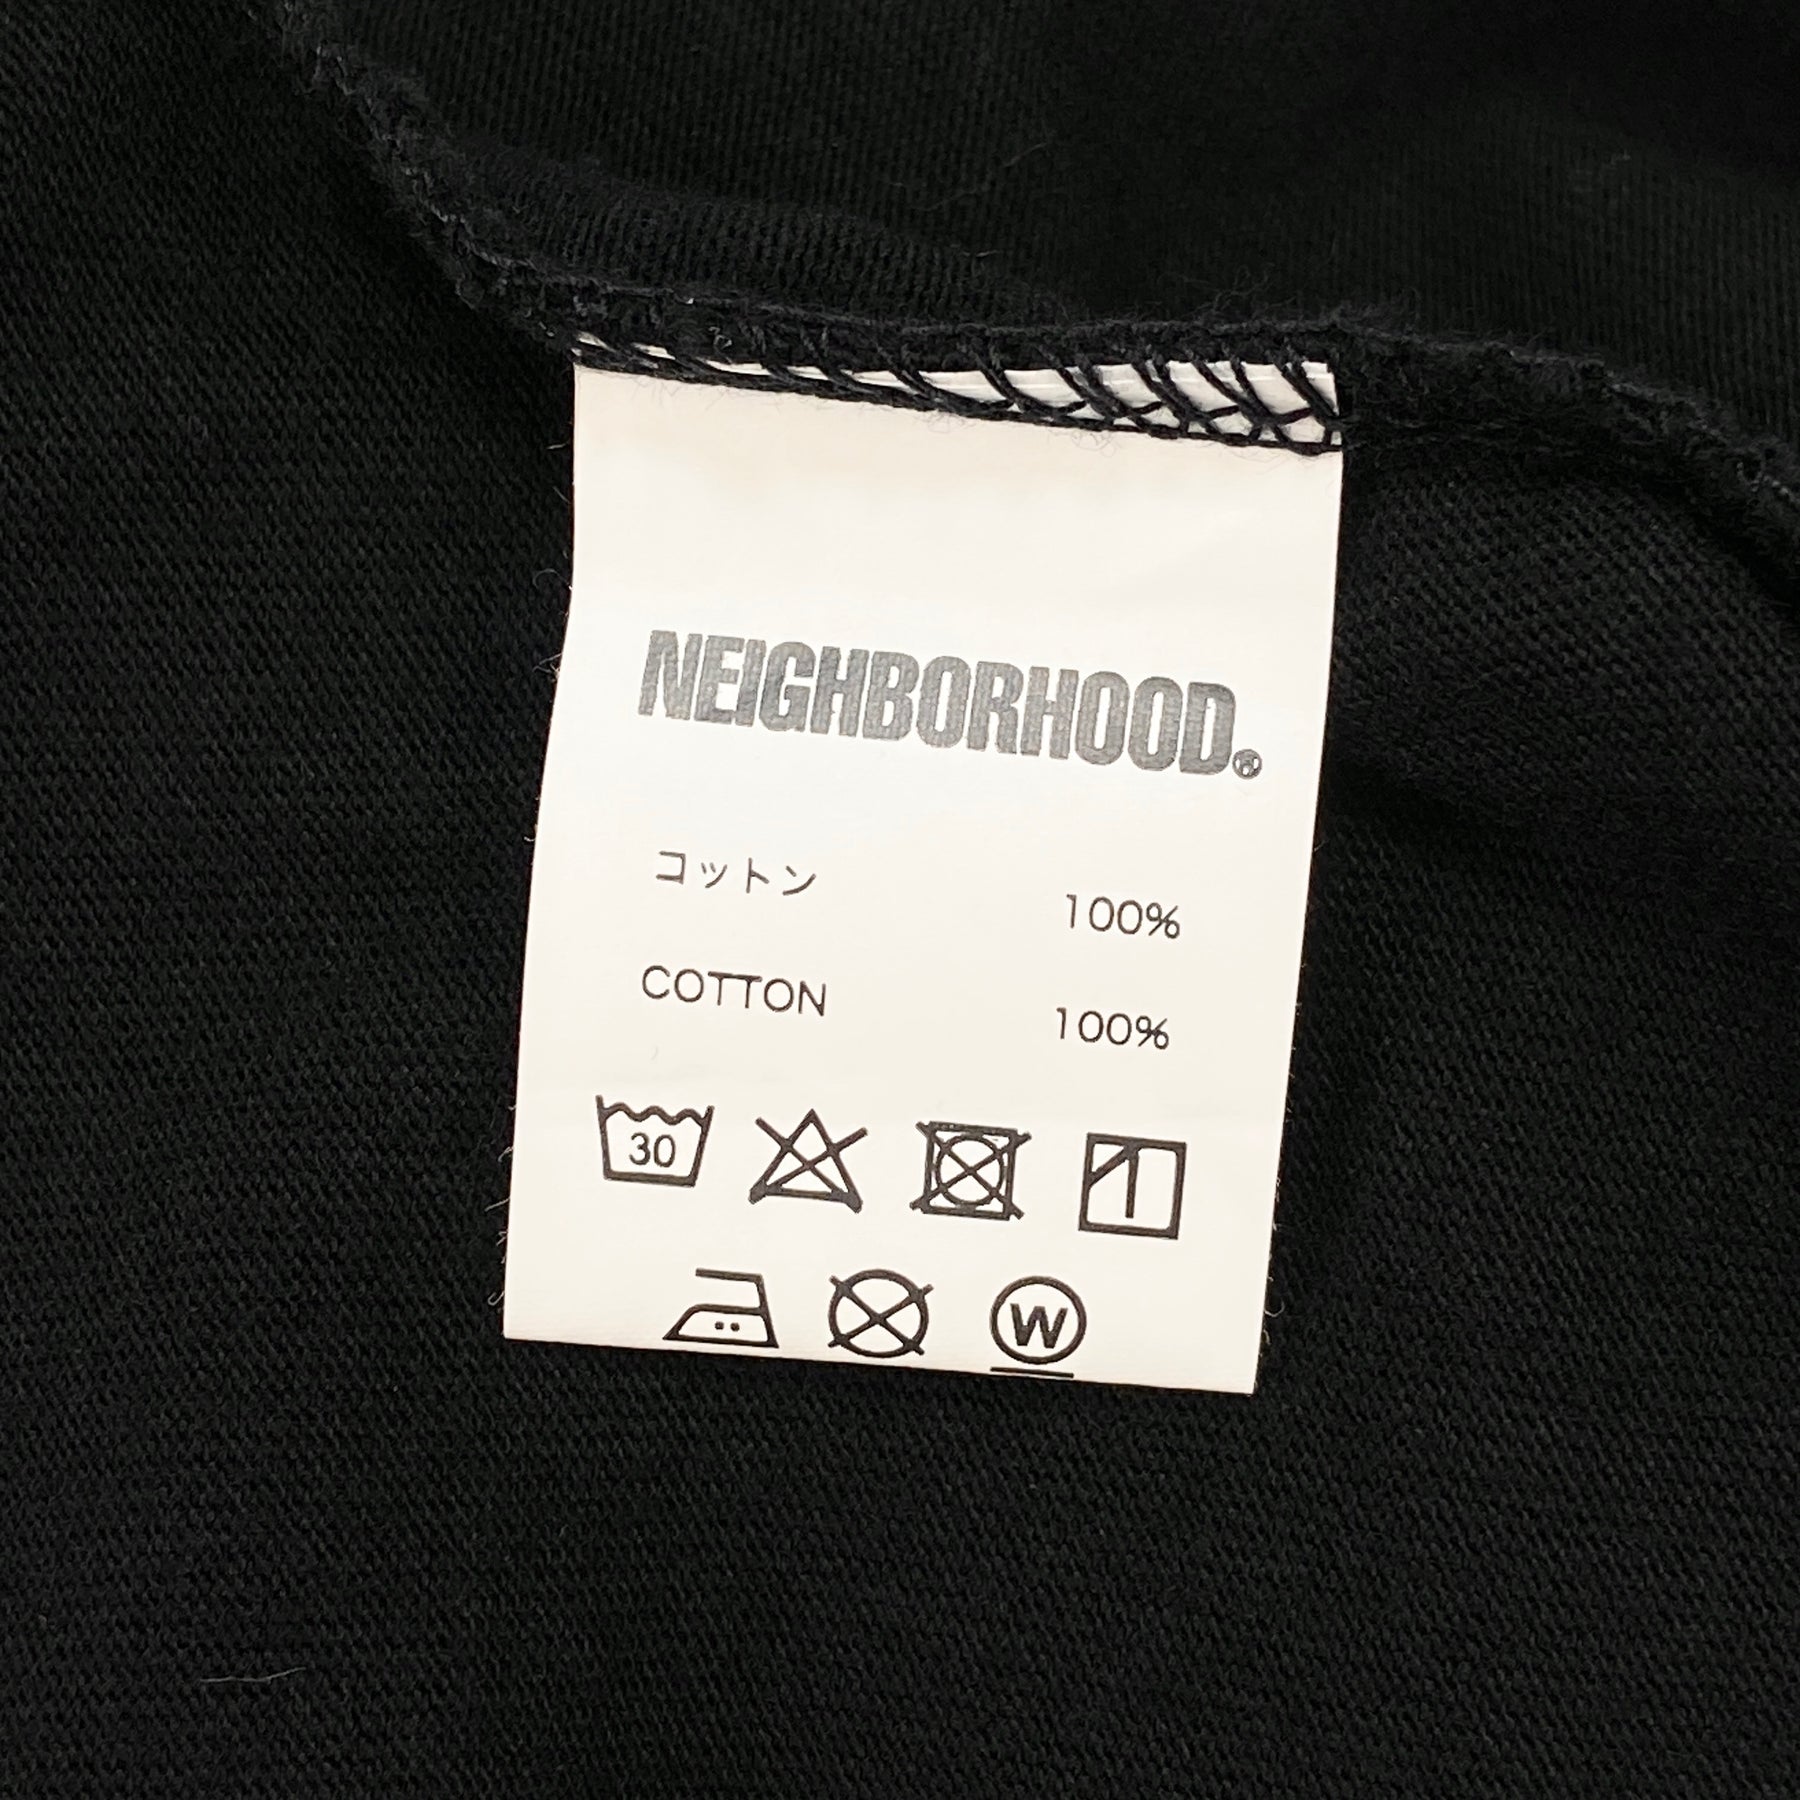 NEIGHBORHOOD®
コットン 100%
COTTON 100%
30
W